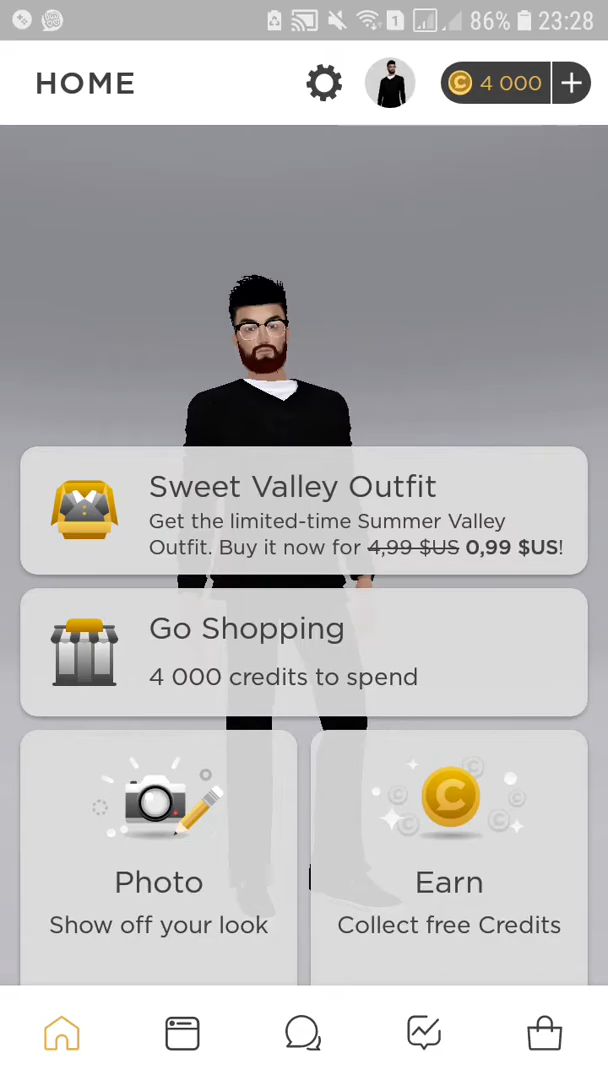 1 86% 23:28
HOME
4 000 +
Sweet Valley Outfit
Get the limited-time Summer Valley
Outfit. Buy it now for 4,99 $US 0,99 $US!
Go Shopping
4 000 credits to spend
Photo
Show off your look
Earn
Collect free Credits